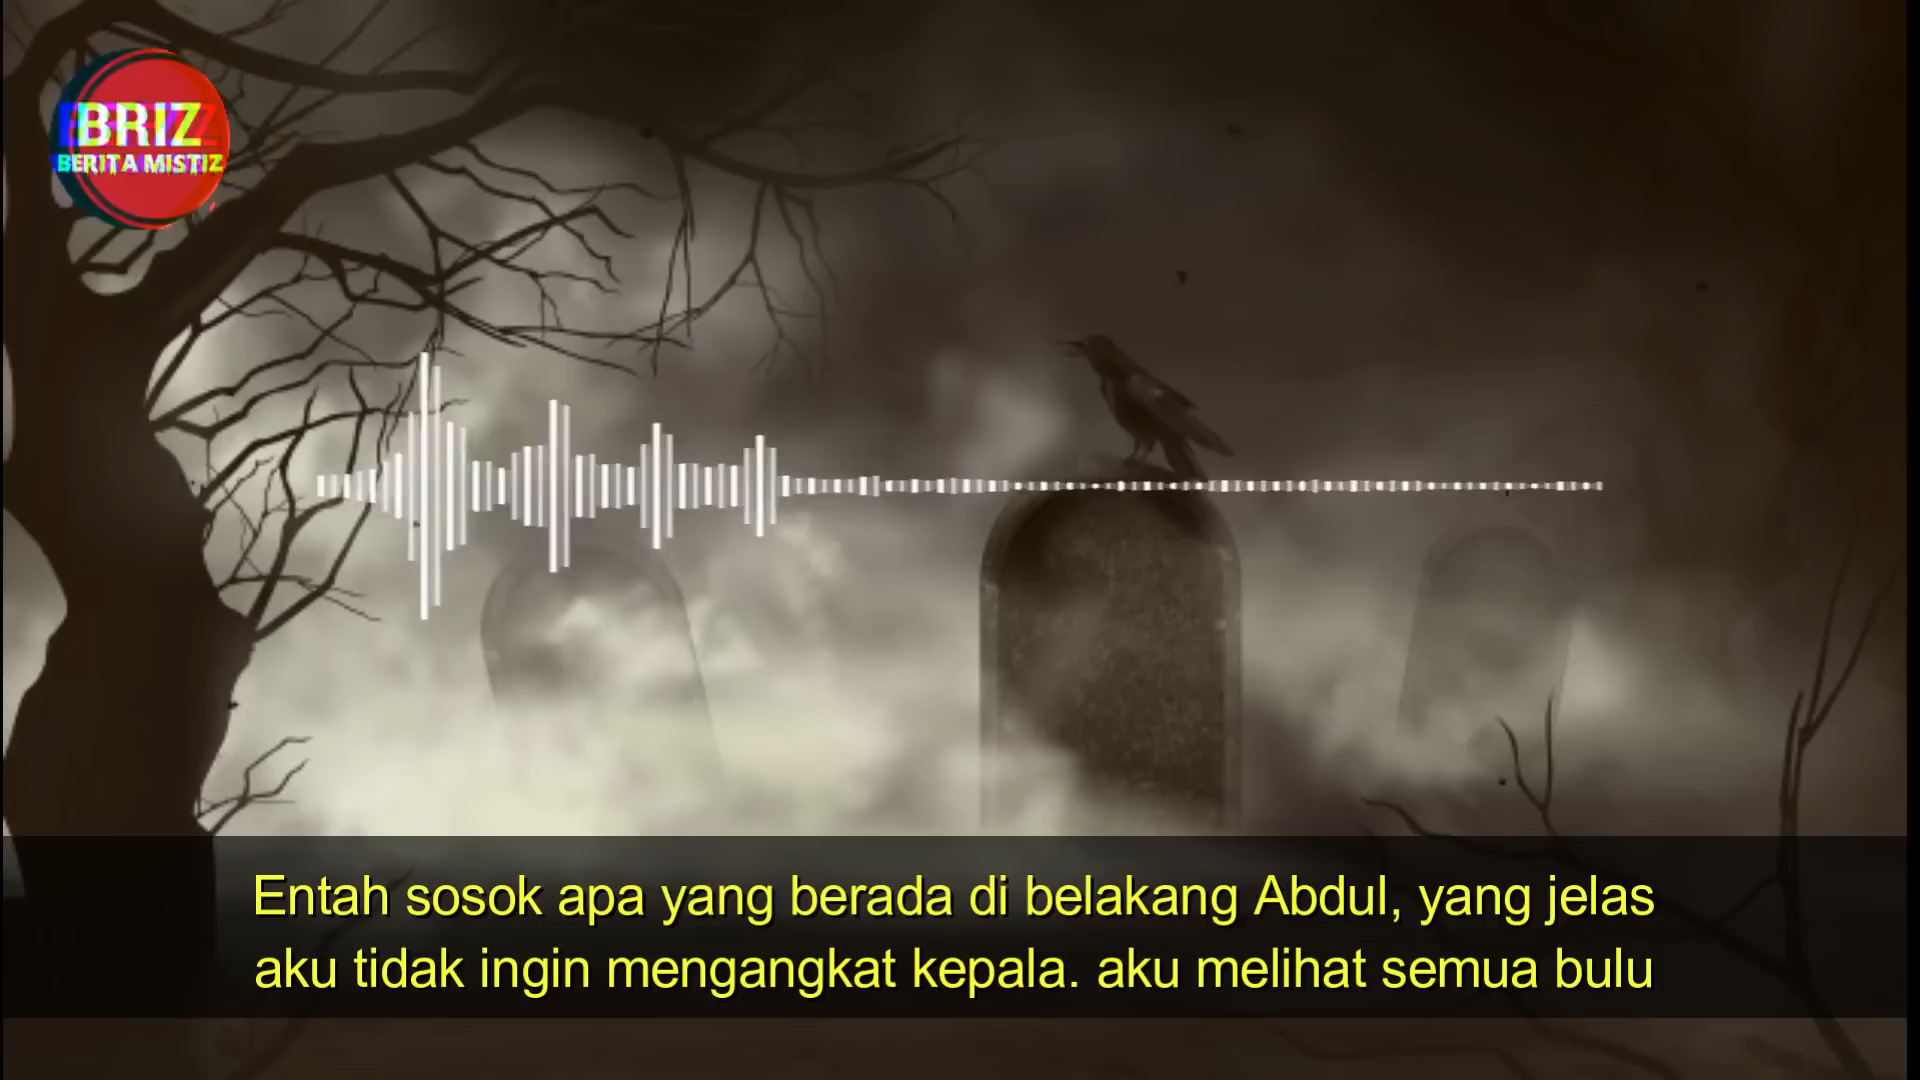 BRIZ
BERITA MISTIZ
Entah sosok apa yang berada di belakang Abdul, yang jelas
aku tidak ingin mengangkat kepala. aku melihat semua bulu